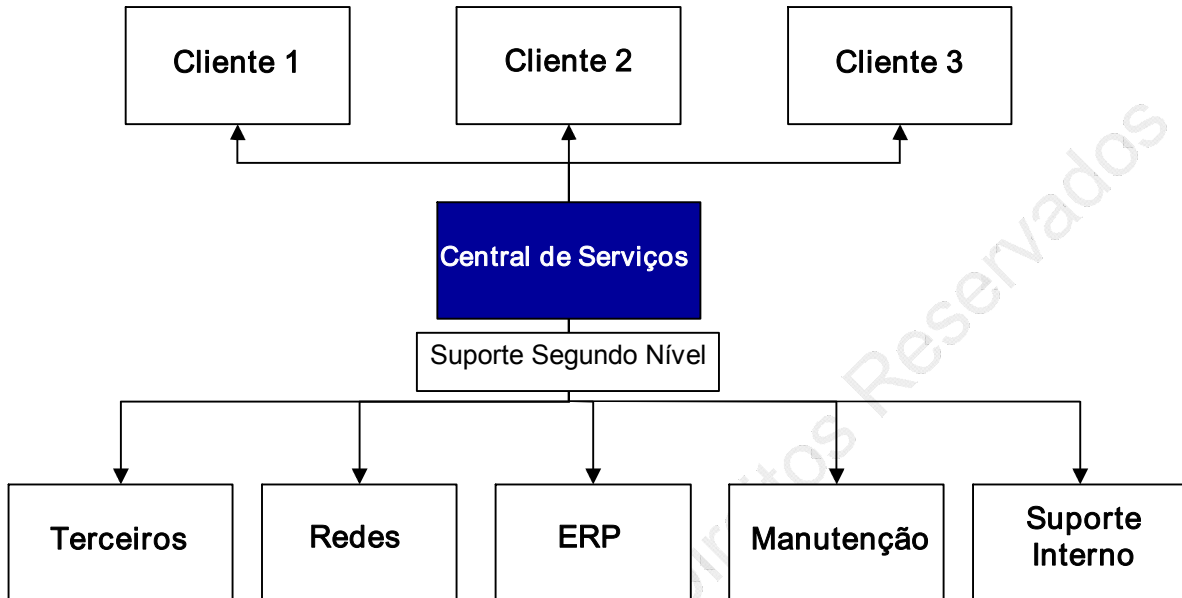 Cliente 1
Cliente 2
Cliente 3
Central de Serviços
Suporte Segundo Nível
Terceiros
Redes
ERP
Manutenção
Suporte
Interno
Reservados